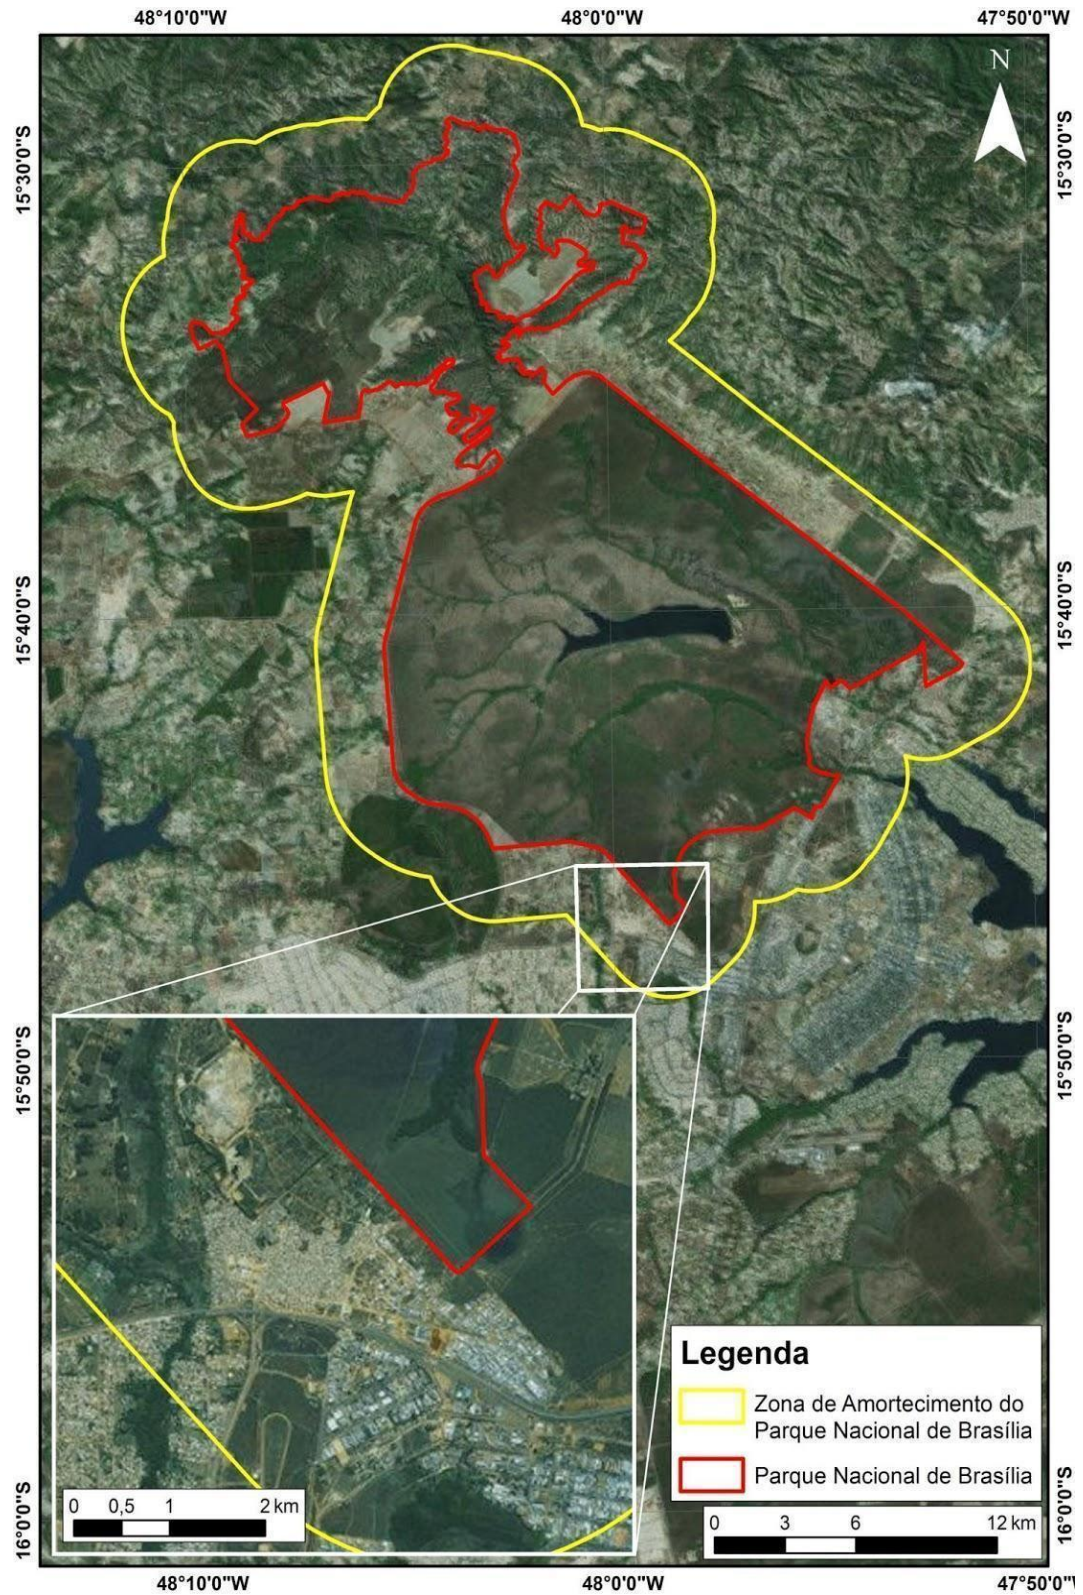 48°10'0"W
48°0'0"W
47°50'0"W
N
15°30'0"S
15°30'0"S
15°40'0"S
15°40'0"S
15°50'0"S
15°50'0"S
Legenda
Zona de Amortecimento do
Parque Nacional de Brasília
Parque Nacional de Brasília
0 0,5 1 2 km
0 3 6 12 km
16°0'0"S
16°0'0"S
48°10'0"W
48°0'0"W
47°50'0"W